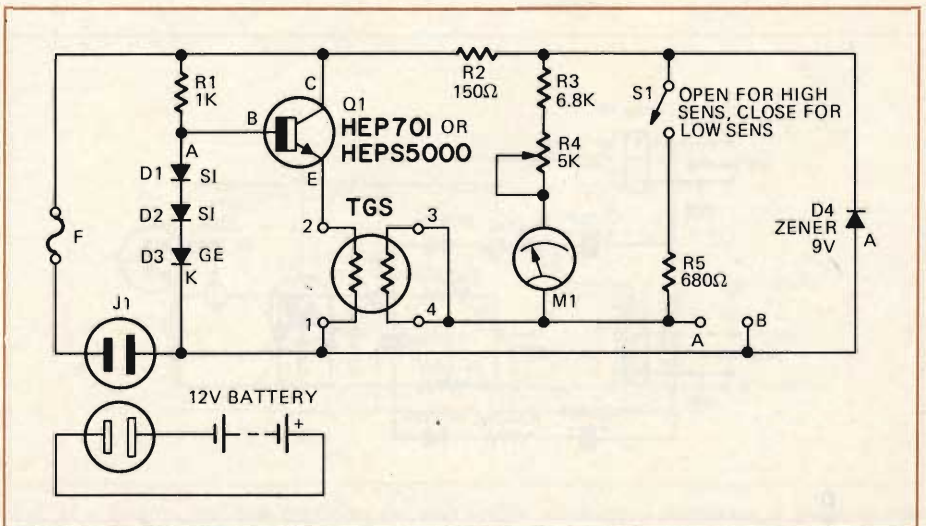 R1
1K
C
B
Q1
HEP701 OR
HEPS5000
E
R2
150Ω
R3
6.8K
R4
5K
S1
OPEN FOR HIGH
SENS, CLOSE FOR
LOW SENS
A
D1 SI
D2 SI
D3 GE
K
F
TGS
2
3
1
4
M1
R5
680Ω
D4
ZENER
9V
A
A
B
J1
12V BATTERY
+